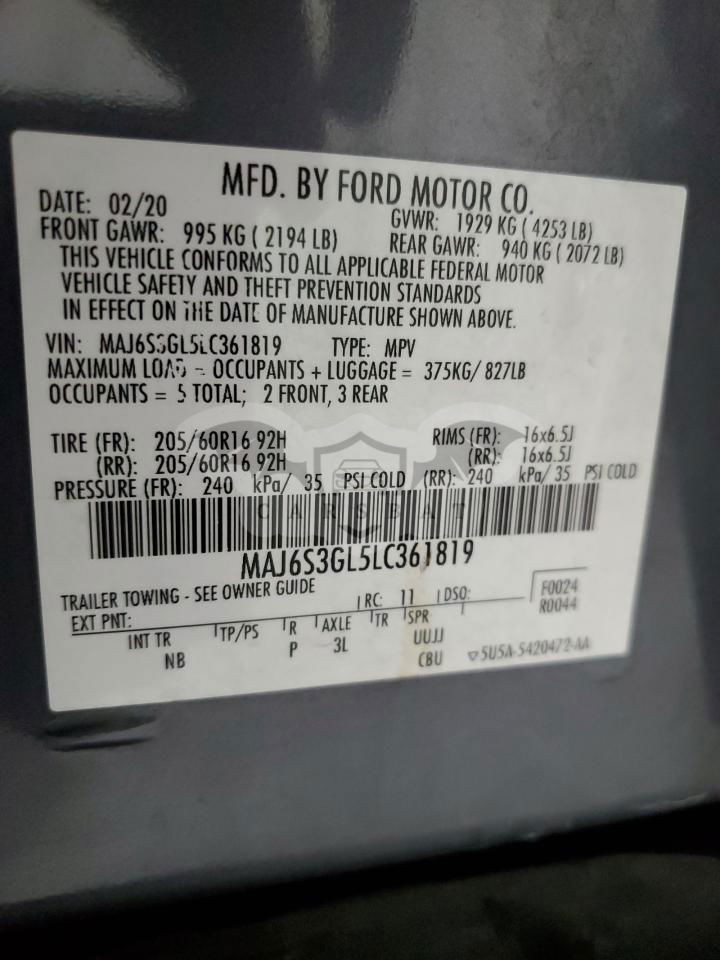 MFD. BY FORD MOTOR CO.
DATE: 02/20
GVWR: 1929 KG ( 4253 LB)
FRONT GAWR: 995 KG ( 2194 LB)
REAR GAWR: 940 KG ( 2072 LB)
THIS VEHICLE CONFORMS TO ALL APPLICABLE FEDERAL MOTOR
VEHICLE SAFETY AND THEFT PREVENTION STANDARDS
IN EFFECT ON THE DATE OF MANUFACTURE SHOWN ABOVE.
VIN: MAJ6S3GL5LC361819 TYPE: MPV
MAXIMUM LOAD - OCCUPANTS + LUGGAGE = 375KG/ 827LB
OCCUPANTS = 5 TOTAL; 2 FRONT, 3 REAR
TIRE (FR): 205/60R16 92H RIMS (FR): 16x6.5J
(RR): 205/60R16 92H (RR): 16x6.5J
PRESSURE (FR): 240 kPa/ 35 PSI COLD (RR): 240 kPa/ 35 PSI COLD
CARSBAT
MAJ6S3GL5LC361819
TRAILER TOWING - SEE OWNER GUIDE
EXT PNT: RC: 11 DSO: F0024
R0044
INT TR TP/PS R AXLE TR SPR
NB P 3L UUJJ
CBU 5U5A-5420472-AA